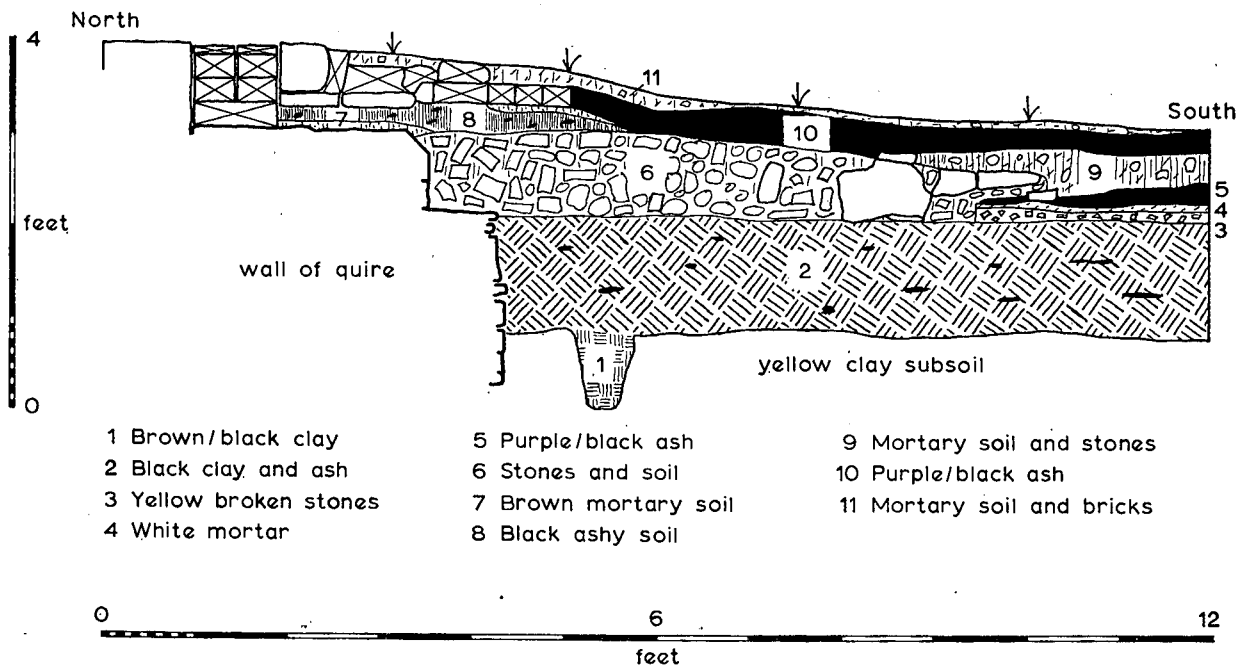 North
4
11
10
South
7
8
6
9
5
4
3
feet
wall of quire
2
1
yellow clay subsoil
0
1 Brown/black clay
2 Black clay and ash
3 Yellow broken stones
4 White mortar
5 Purple/black ash
6 Stones and soil
7 Brown mortary soil
8 Black ashy soil
9 Mortary soil and stones
10 Purple/black ash
11 Mortary soil and bricks
0
6
12
feet